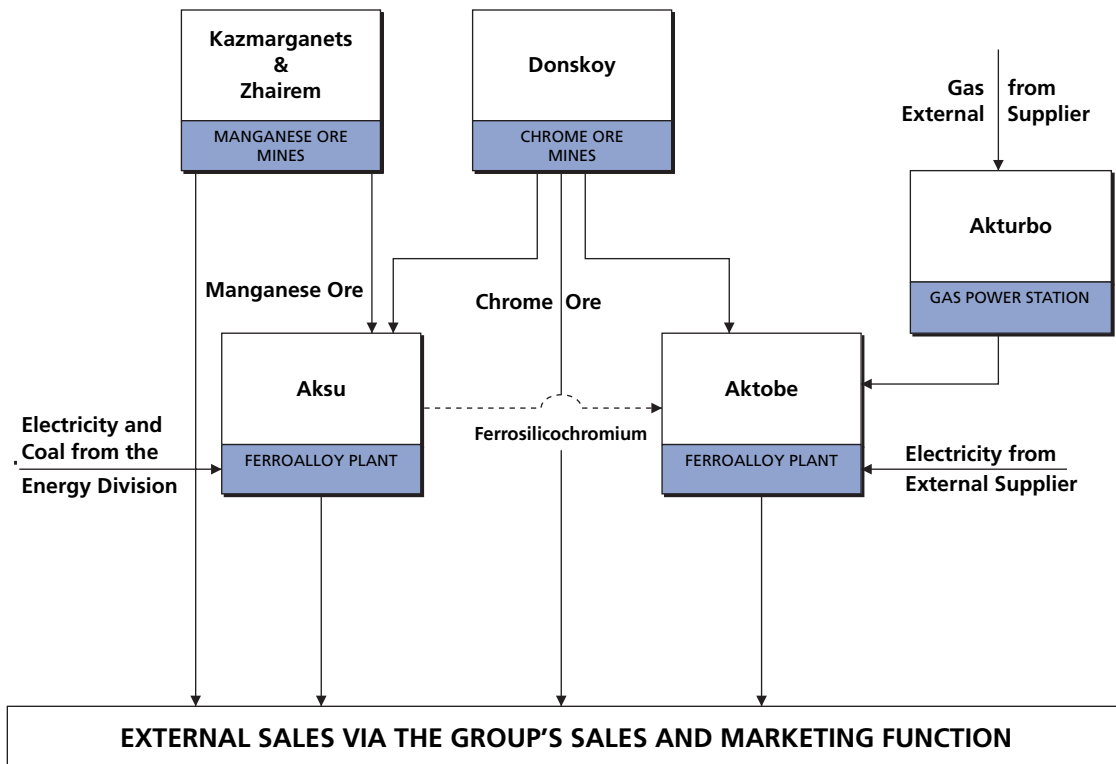 Kazmarganets
&
Zhairem
MANGANESE ORE
MINES
Donskoy
CHROME ORE
MINES
Gas from
External Supplier
Akturbo
GAS POWER STATION
Manganese Ore
Chrome Ore
Aksu
FERROALLOY PLANT
Aktobe
FERROALLOY PLANT
Ferrosilicochromium
Electricity and
Coal from the
Energy Division
Electricity from
External Supplier
EXTERNAL SALES VIA THE GROUP'S SALES AND MARKETING FUNCTION